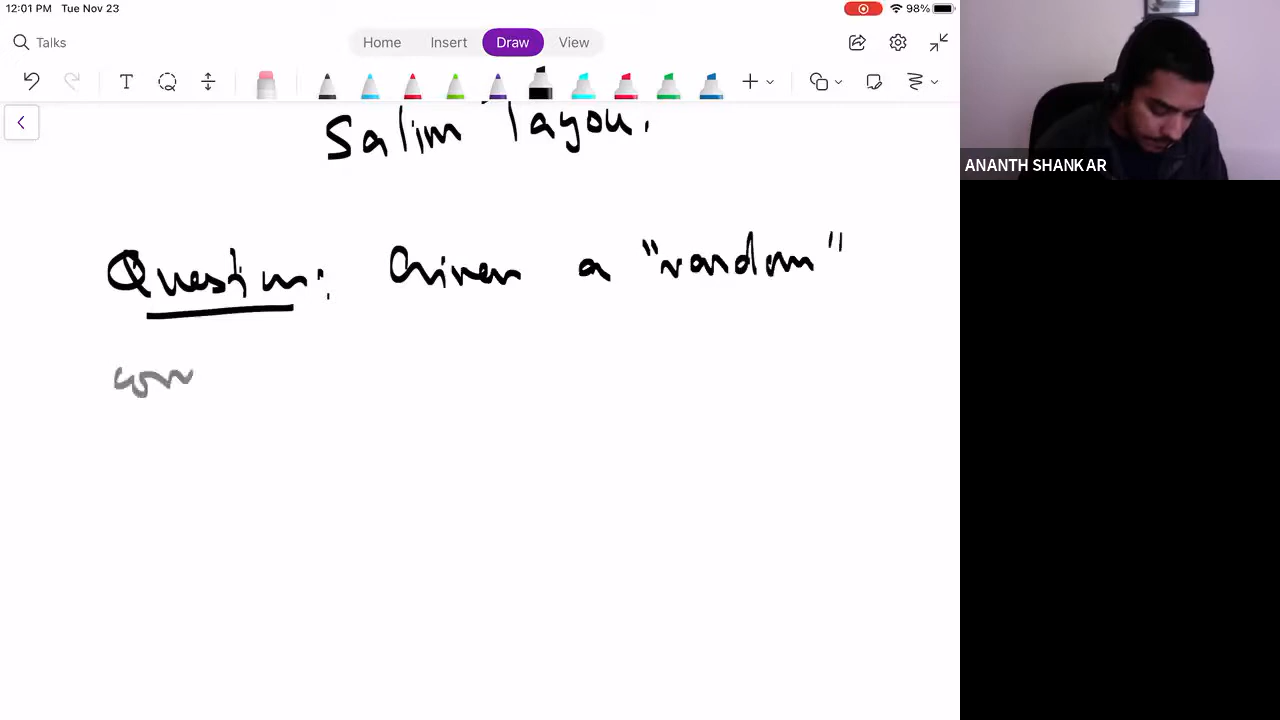 12:01 PM Tue Nov 23
98%
Talks
Home Insert Draw View
T
Salim Tayou.
Question: Given a "random"
com
ANANTH SHANKAR